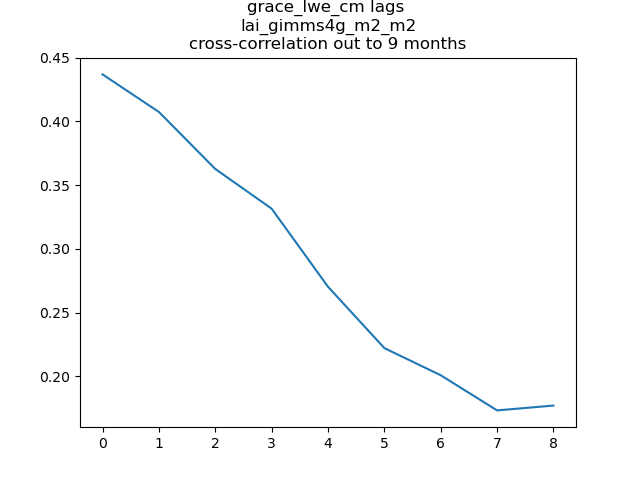 grace_lwe_cm lags
lai_gimms4g_m2_m2
cross-correlation out to 9 months
0.45
0.40
0.35
0.30
0.25
0.20
0 1 2 3 4 5 6 7 8